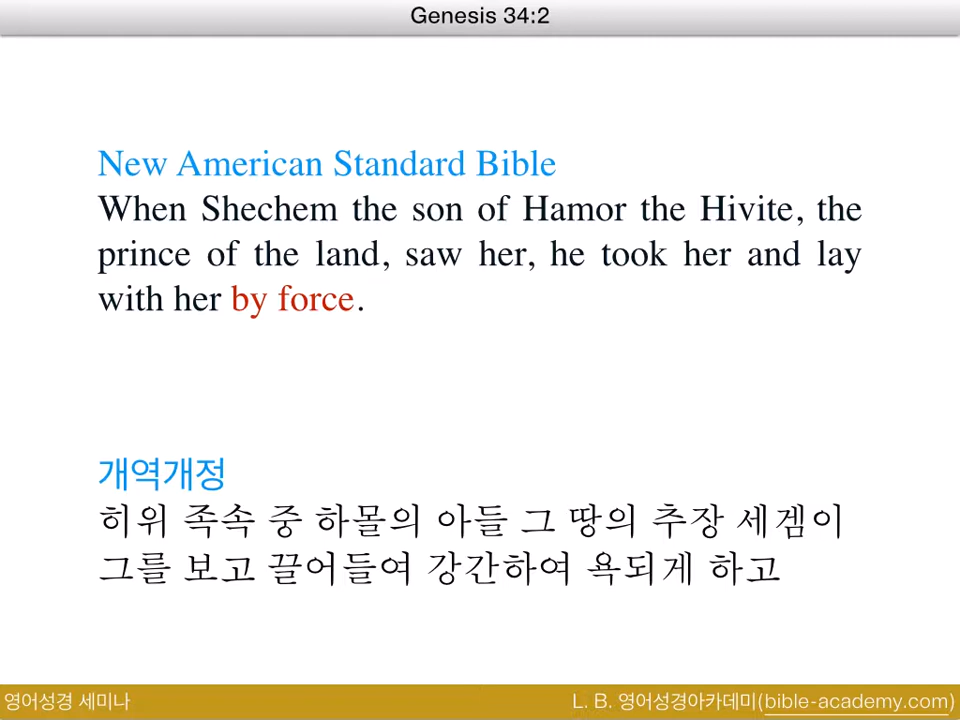 Genesis 34:2
New American Standard Bible
When Shechem the son of Hamor the Hivite, the
prince of the land, saw her, he took her and lay
with her by force.
개역개정
히위 족속 중 하몰의 아들 그 땅의 추장 세겜이
그를 보고 끌어들여 강간하여 욕되게 하고
영어성경 세미나
L. B. 영어성경아카데미(bible-academy.com)